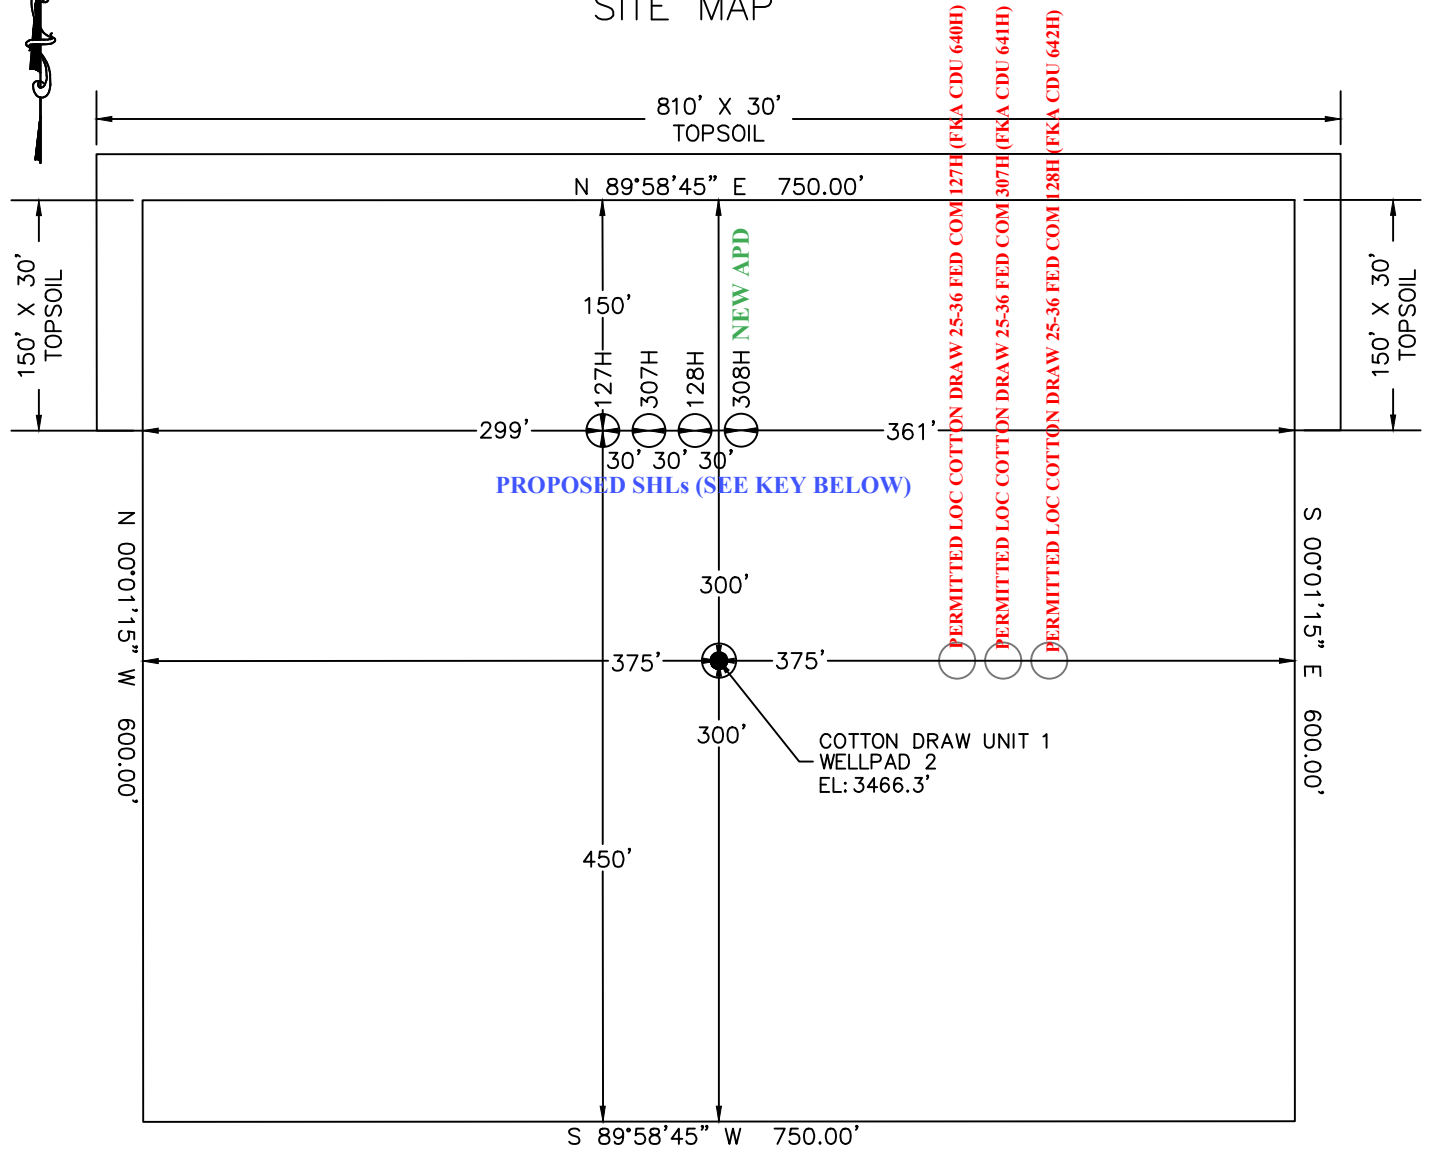 SITE MAP
810' X 30'
TOPSOIL
N 89°58'45" E 750.00'
150' X 30'
TOPSOIL
150' X 30'
TOPSOIL
PERMITTED LOC COTTON DRAW 25-36 FED COM 127H (FKA CDU 640H)
PERMITTED LOC COTTON DRAW 25-36 FED COM 307H (FKA CDU 641H)
PERMITTED LOC COTTON DRAW 25-36 FED COM 128H (FKA CDU 642H)
150'
127H
307H
128H
308H
NEW APD
299'
361'
30' 30' 30'
PROPOSED SHLs (SEE KEY BELOW)
N 00°01'15" W 600.00'
S 00°01'15" E 600.00'
300'
375'
375'
300'
COTTON DRAW UNIT 1
WELLPAD 2
EL: 3466.3'
450'
S 89°58'45" W 750.00'